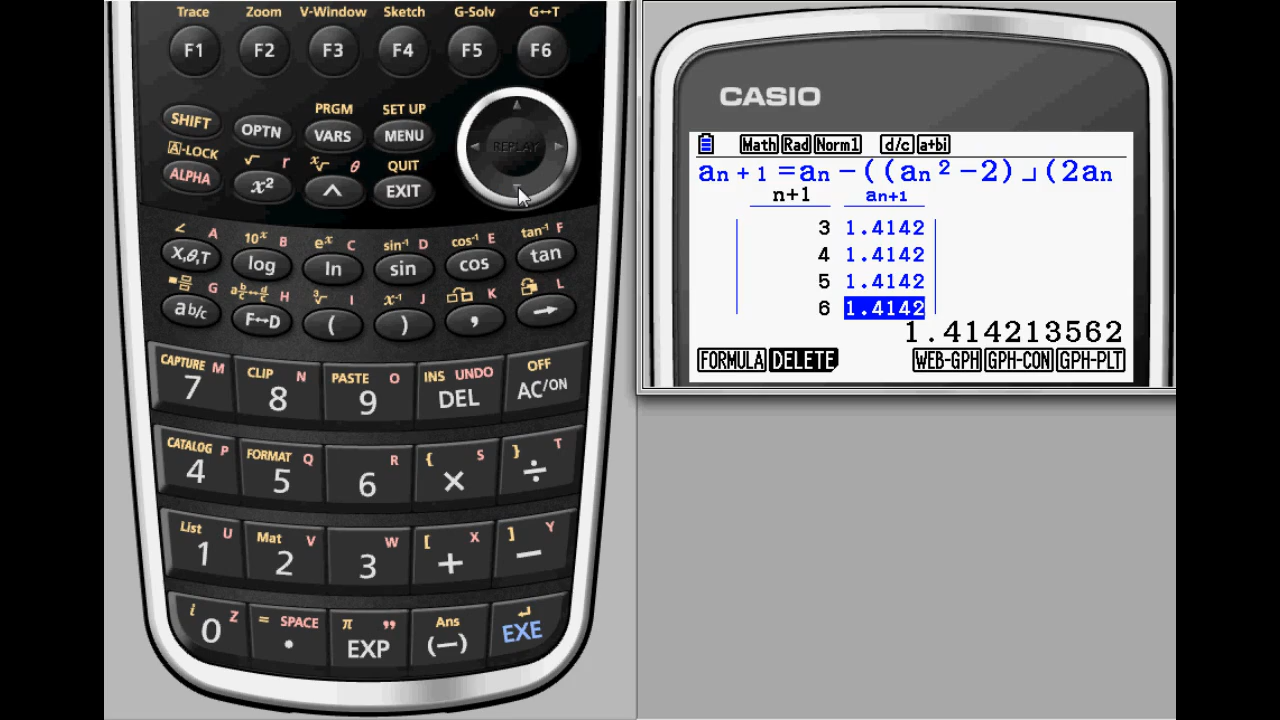 Trace Zoom V-Window Sketch G-Solv G↔T
F1 F2 F3 F4 F5 F6
PRGM SET UP
SHIFT OPTN VARS MENU
REPLAY
A-LOCK √ r ˣ√ θ QUIT
ALPHA x² ^ EXIT
∠ A 10ˣ B eˣ C sin⁻¹ D cos⁻¹ E tan⁻¹ F
X,θ,T log ln sin cos tan
G a b/c↔d/c H ³√ I x⁻¹ J K L
ab/c F↔D ( ) , →
CAPTURE M CLIP N PASTE O INS UNDO OFF
7 8 9 DEL AC/ON
CATALOG P FORMAT Q R { S } T
4 5 6 × ÷
List U Mat V W [ X ] Y
1 2 3 + −
i Z = SPACE π ” Ans ↵
0 • EXP (−) EXE
CASIO
Math Rad Norm1 d/c a+bi
an+1=an−((an²−2)⌟(2an
n+1 an+1
3 1.4142
4 1.4142
5 1.4142
6 1.4142
1.414213562
FORMULA DELETE WEB-GPH GPH-CON GPH-PLT